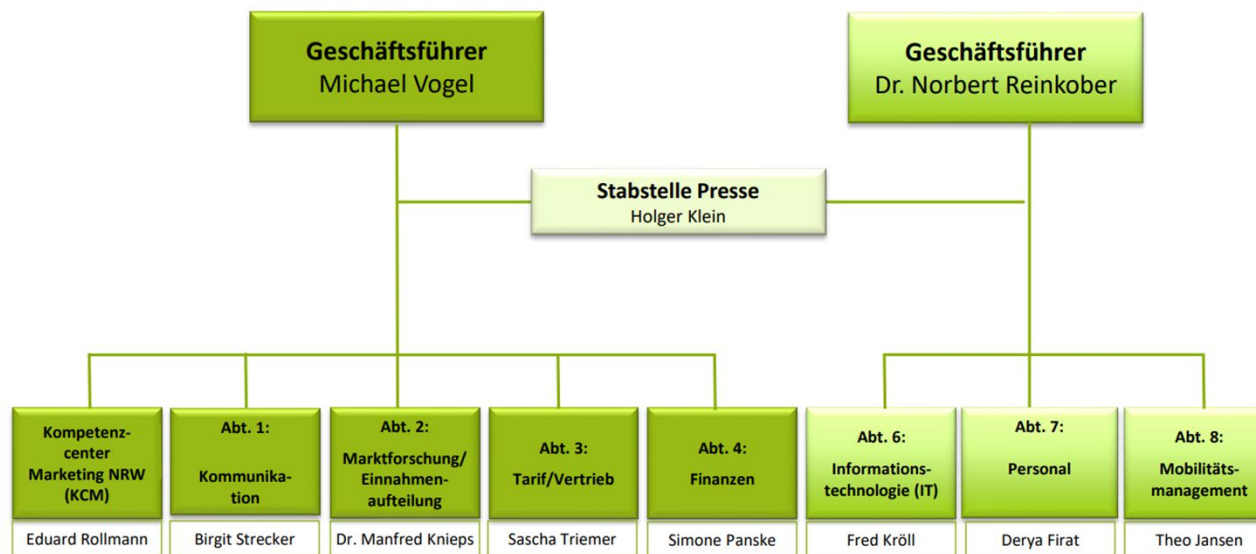 Geschäftsführer
Michael Vogel
Geschäftsführer
Dr. Norbert Reinkober
Stabstelle Presse
Holger Klein
Kompetenz-
center
Marketing NRW
(KCM)
Eduard Rollmann
Abt. 1:
Kommunika-
tion
Birgit Strecker
Abt. 2:
Marktforschung/
Einnahmen-
aufteilung
Dr. Manfred Knieps
Abt. 3:
Tarif/Vertrieb
Sascha Triemer
Abt. 4:
Finanzen
Simone Panske
Abt. 6:
Informations-
technologie (IT)
Fred Kröll
Abt. 7:
Personal
Derya Firat
Abt. 8:
Mobilitäts-
management
Theo Jansen